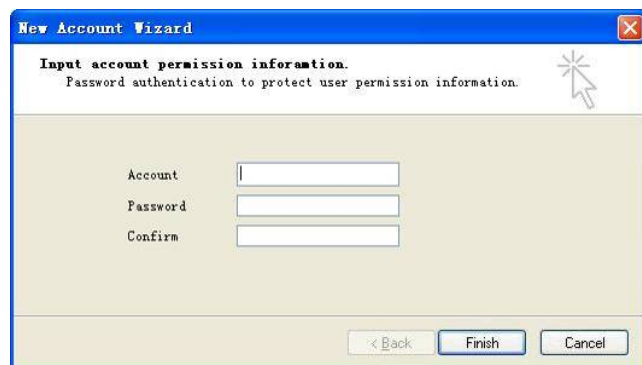 New Account Wizard
Input account permission inforamtion.
Password authentication to protect user permission information.
Account
Password
Confirm
< Back
Finish
Cancel